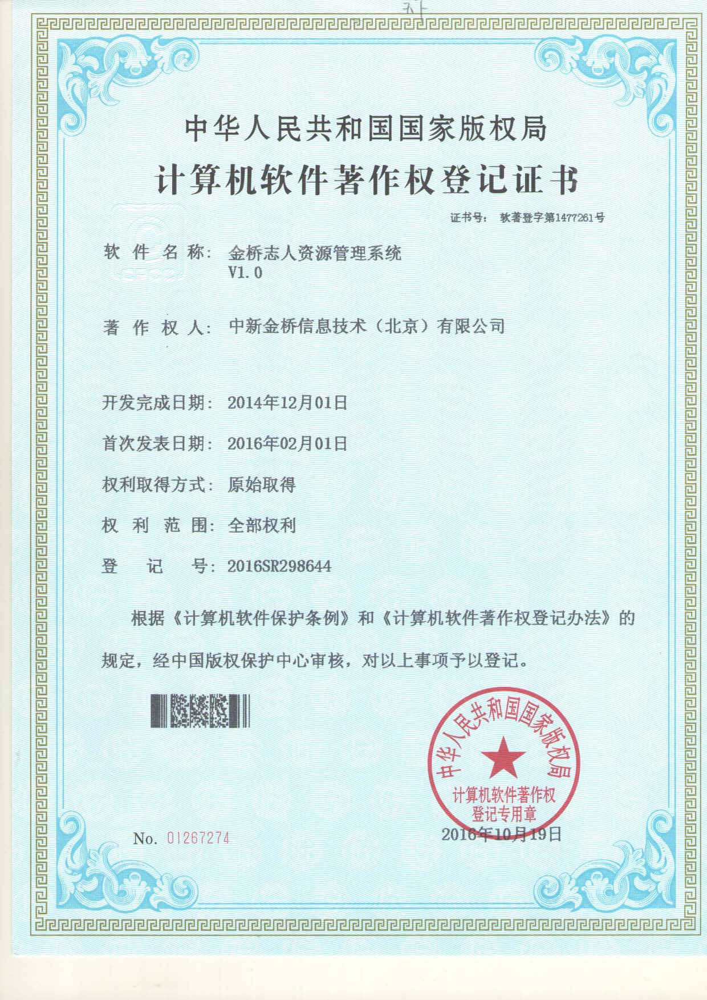 中华人民共和国国家版权局
计算机软件著作权登记证书
证书号： 软著登字第1477261号
软件名称： 金桥志人资源管理系统
V1.0
著作权人： 中新金桥信息技术（北京）有限公司
开发完成日期： 2014年12月01日
首次发表日期： 2016年02月01日
权利取得方式： 原始取得
权利范围： 全部权利
登记号： 2016SR298644
根据《计算机软件保护条例》和《计算机软件著作权登记办法》的
规定，经中国版权保护中心审核，对以上事项予以登记。
中华人民共和国国家版权局
计算机软件著作权
登记专用章
2016年10月19日
No. 01267274